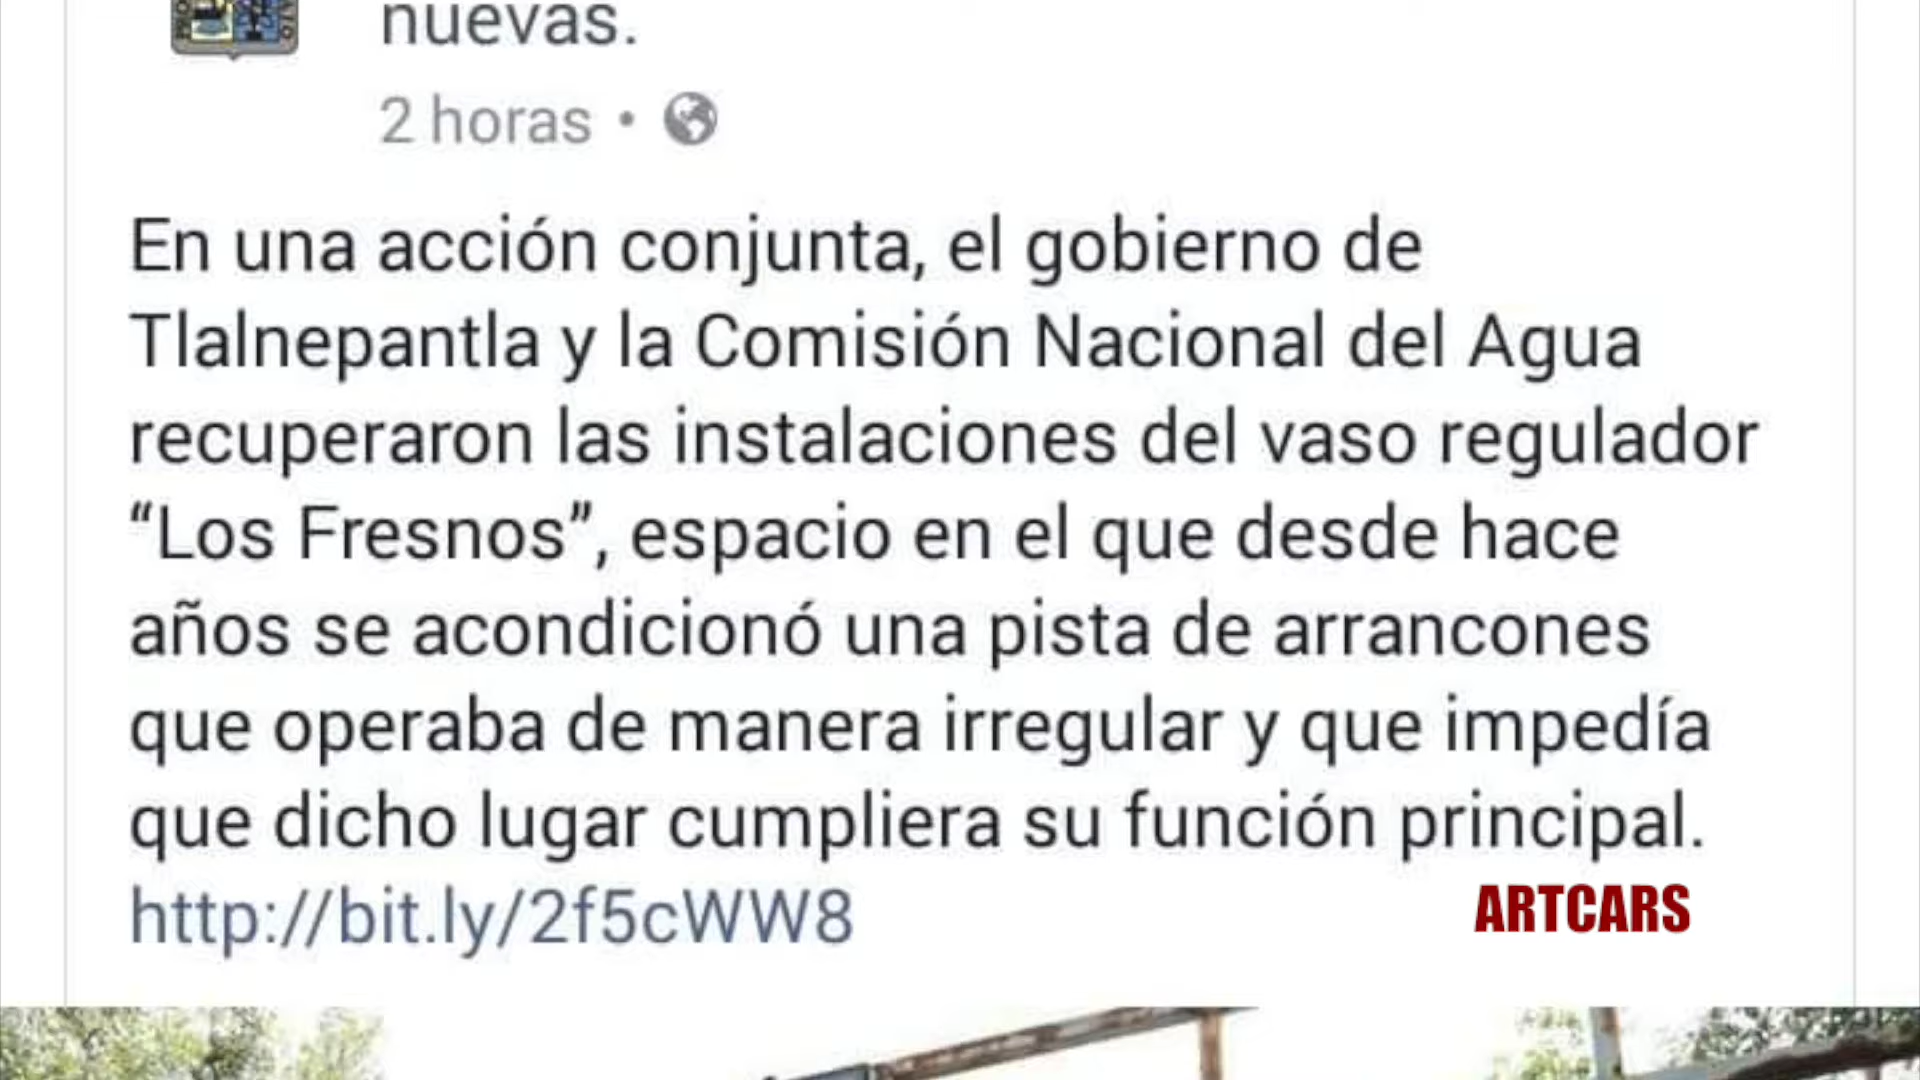 nuevas.
2 horas •
En una acción conjunta, el gobierno de
Tlalnepantla y la Comisión Nacional del Agua
recuperaron las instalaciones del vaso regulador
“Los Fresnos”, espacio en el que desde hace
años se acondicionó una pista de arrancones
que operaba de manera irregular y que impedía
que dicho lugar cumpliera su función principal.
http://bit.ly/2f5cWW8
ARTCARS